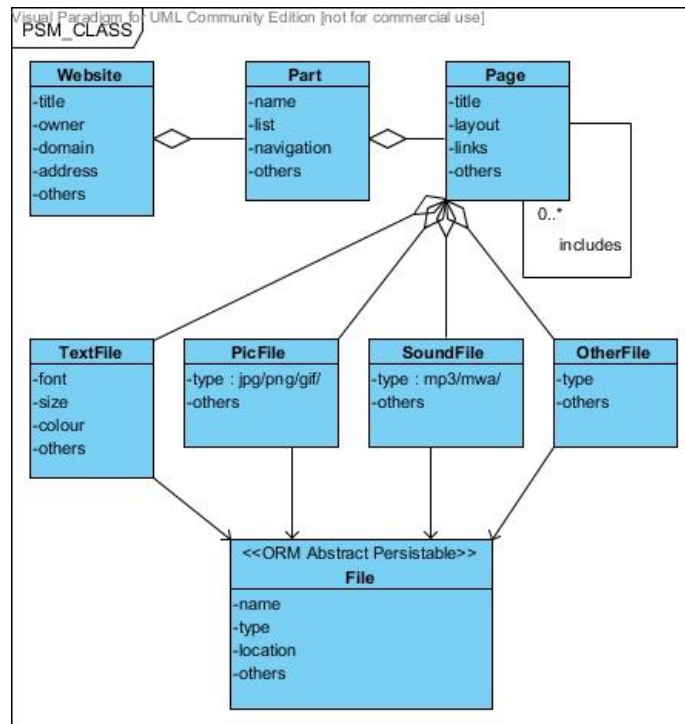 Visual Paradigm for UML Community Edition [not for commercial use]
PSM_CLASS
Website
-title
-owner
-domain
-address
-others
Part
-name
-list
-navigation
-others
Page
-title
-layout
-links
-others
0..*
includes
TextFile
-font
-size
-colour
-others
PicFile
-type : jpg/png/gif/
-others
SoundFile
-type : mp3/mwa/
-others
OtherFile
-type
-others
<<ORM Abstract Persistable>>
File
-name
-type
-location
-others